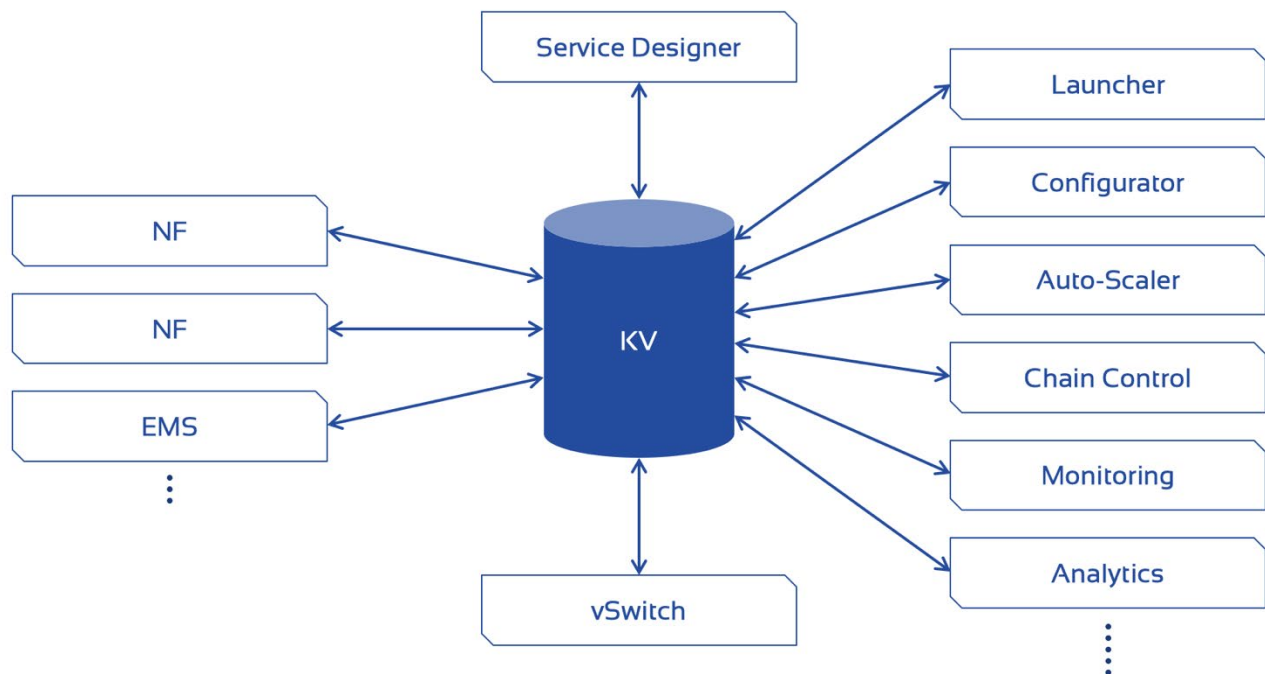 Service Designer
Launcher
Configurator
NF
Auto-Scaler
NF
KV
Chain Control
EMS
Monitoring
Analytics
vSwitch